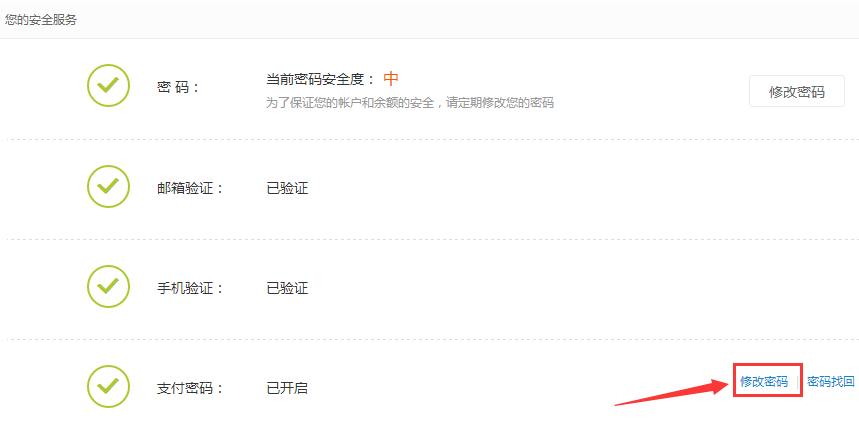 您的安全服务
密 码：
当前密码安全度： 中
为了保证您的帐户和余额的安全，请定期修改您的密码
修改密码
邮箱验证： 已验证
手机验证： 已验证
支付密码： 已开启
修改密码 | 密码找回